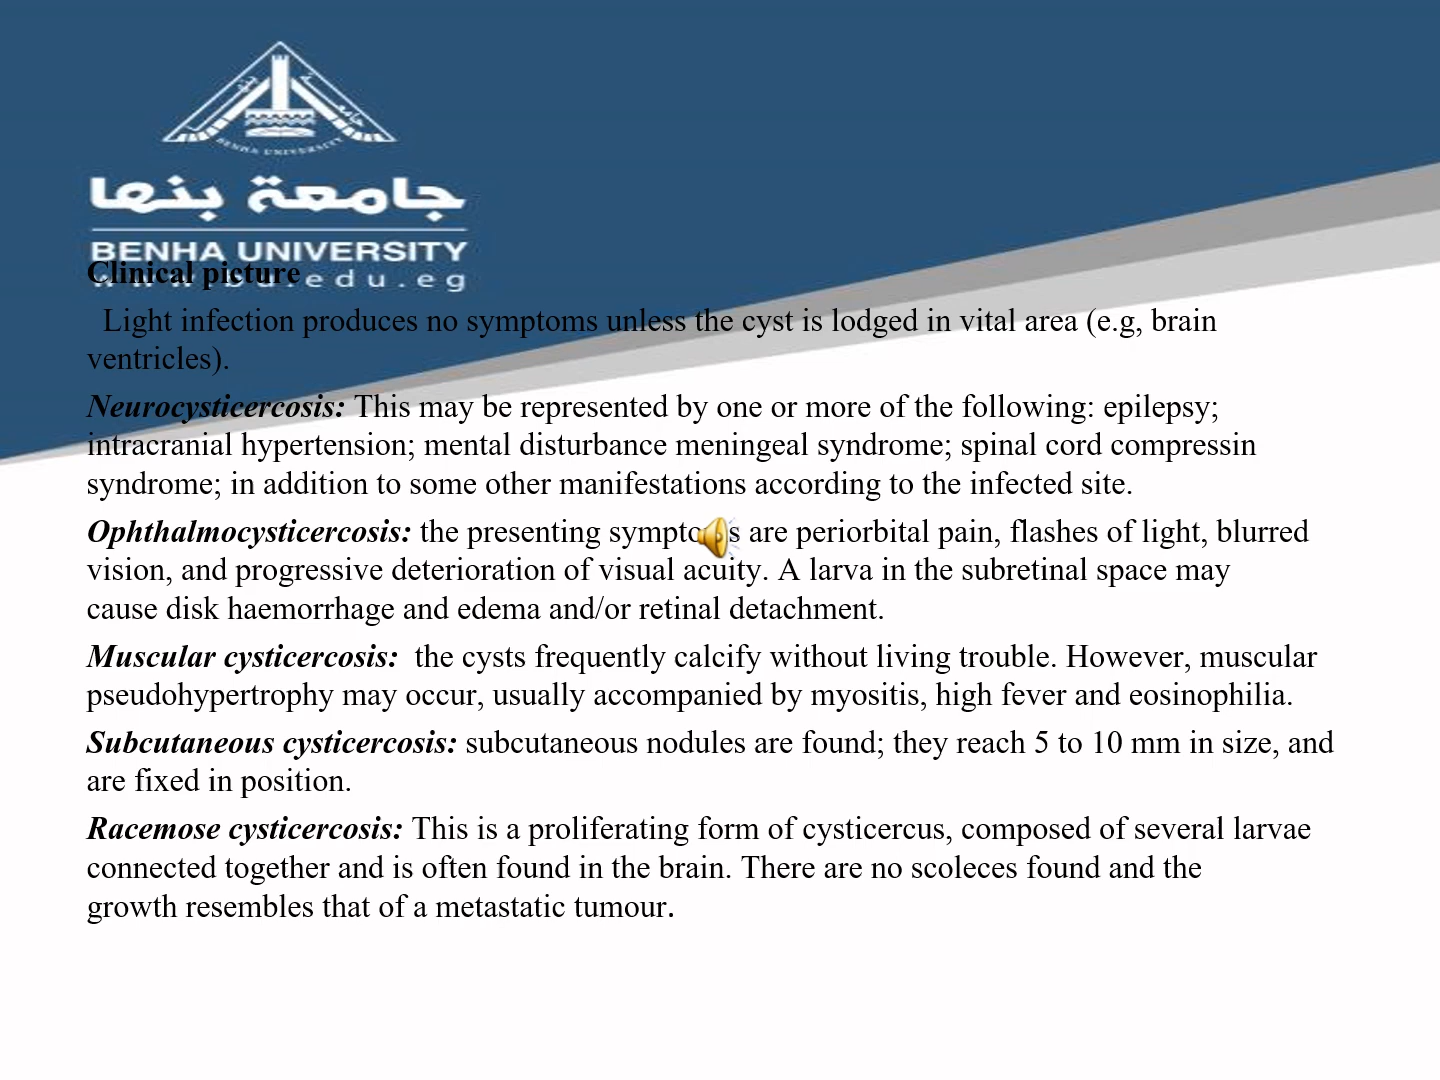 BENHA UNIVERSITY
جامعة بنها
BENHA UNIVERSITY
www.bu.edu.eg
Clinical picture
Light infection produces no symptoms unless the cyst is lodged in vital area (e.g, brain
ventricles).
Neurocysticercosis: This may be represented by one or more of the following: epilepsy;
intracranial hypertension; mental disturbance meningeal syndrome; spinal cord compressin
syndrome; in addition to some other manifestations according to the infected site.
Ophthalmocysticercosis: the presenting symptoms are periorbital pain, flashes of light, blurred
vision, and progressive deterioration of visual acuity. A larva in the subretinal space may
cause disk haemorrhage and edema and/or retinal detachment.
Muscular cysticercosis: the cysts frequently calcify without living trouble. However, muscular
pseudohypertrophy may occur, usually accompanied by myositis, high fever and eosinophilia.
Subcutaneous cysticercosis: subcutaneous nodules are found; they reach 5 to 10 mm in size, and
are fixed in position.
Racemose cysticercosis: This is a proliferating form of cysticercus, composed of several larvae
connected together and is often found in the brain. There are no scoleces found and the
growth resembles that of a metastatic tumour.